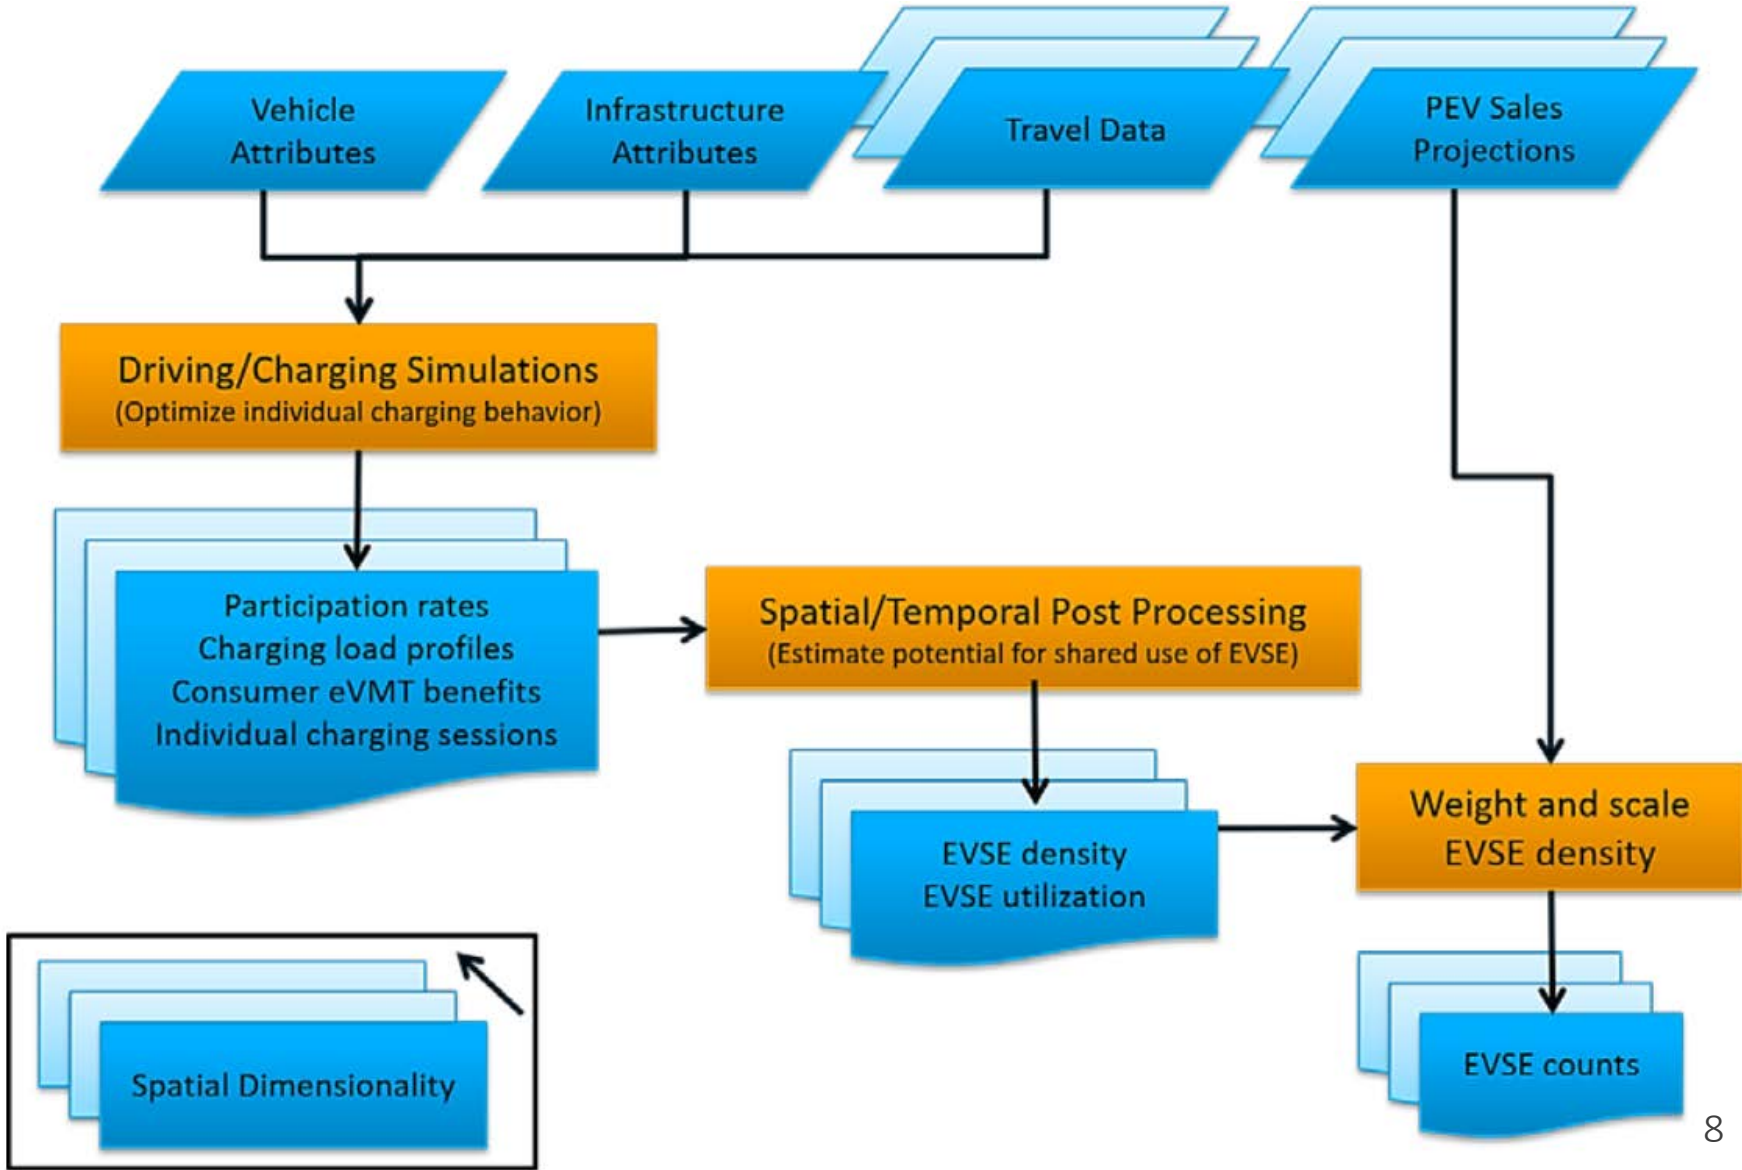 Vehicle
Attributes
Infrastructure
Attributes
Travel Data
PEV Sales
Projections
Driving/Charging Simulations
(Optimize individual charging behavior)
Participation rates
Charging load profiles
Consumer eVMT benefits
Individual charging sessions
Spatial/Temporal Post Processing
(Estimate potential for shared use of EVSE)
EVSE density
EVSE utilization
Weight and scale
EVSE density
EVSE counts
Spatial Dimensionality
8